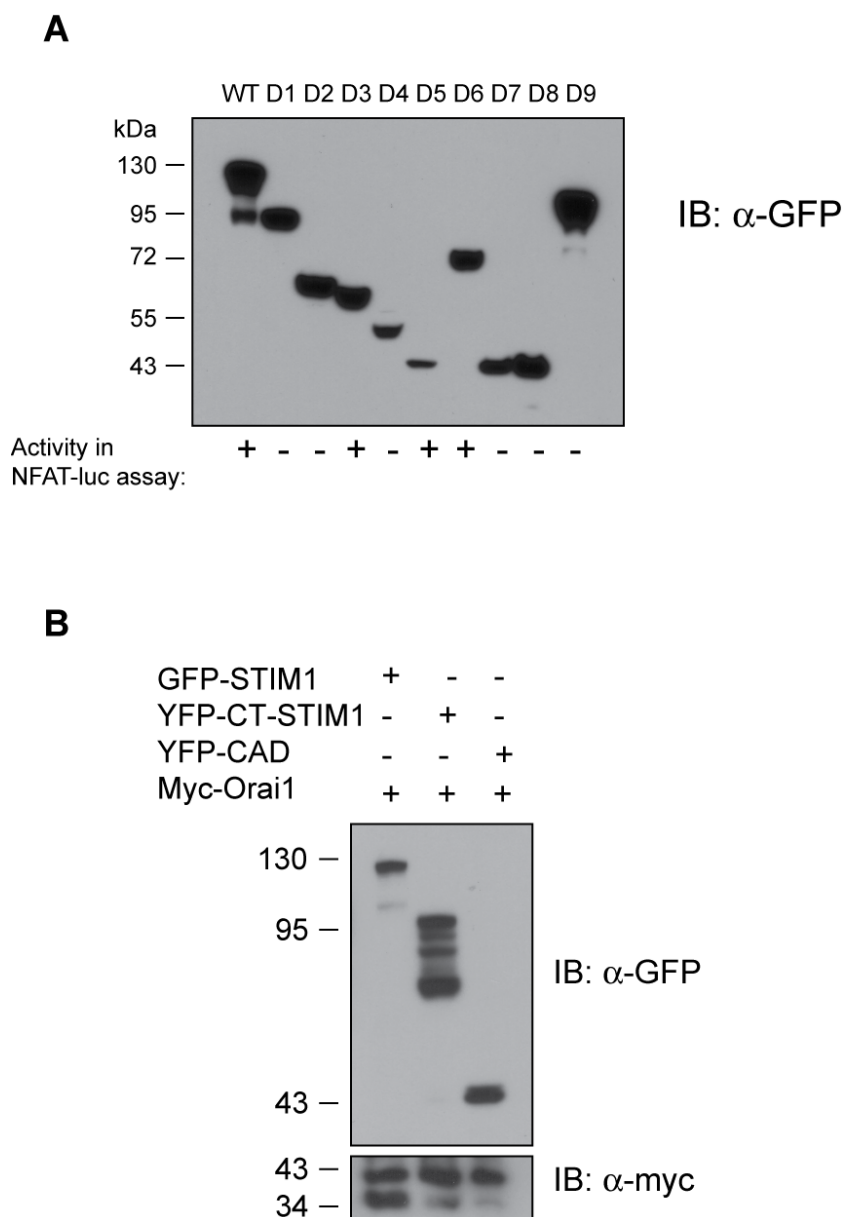 A
WT D1 D2 D3 D4 D5 D6 D7 D8 D9
kDa
130
95
72
55
43
IB: α-GFP
Activity in
NFAT-luc assay:
+ - - + - + + - - -
B
GFP-STIM1 + - -
YFP-CT-STIM1 - + -
YFP-CAD - - +
Myc-Orai1 + + +
130
95
43
IB: α-GFP
43
34
IB: α-myc